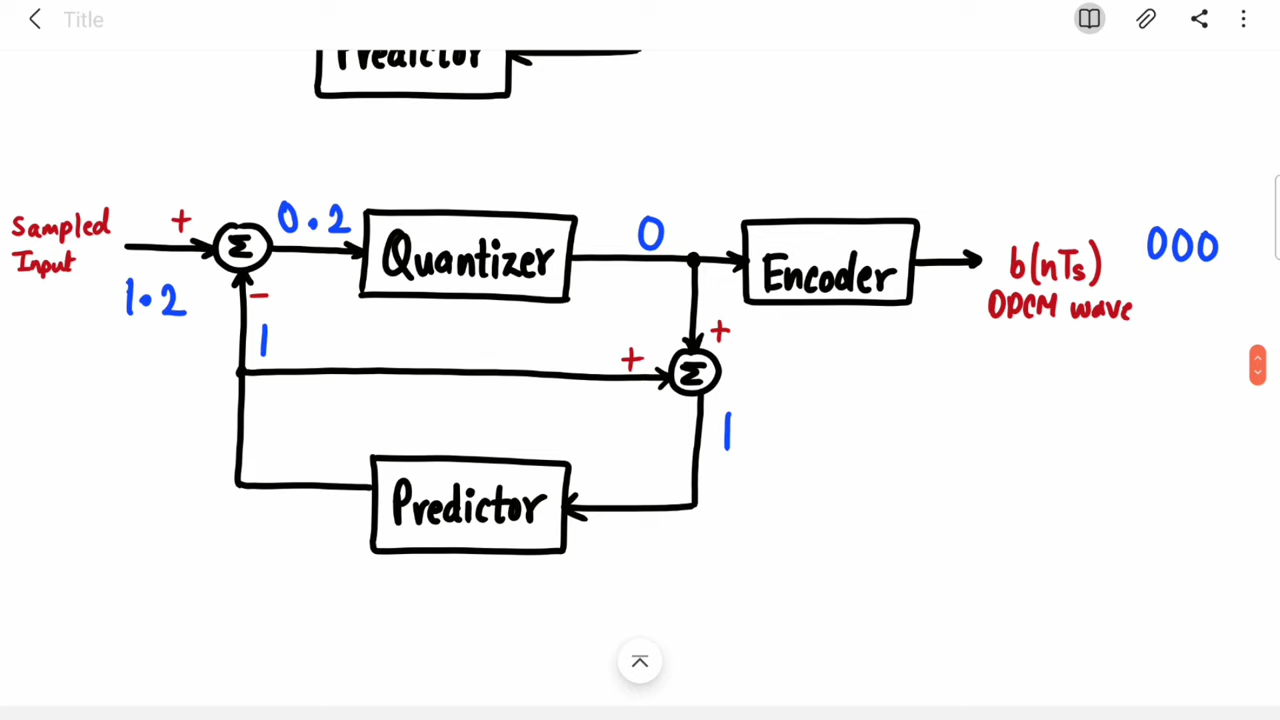 Title
Predictor
Sampled
Input
+
1.2
Σ
−
1
0.2
Quantizer
0
Encoder
b(nTs)
DPCM wave
000
+
+
Σ
1
Predictor